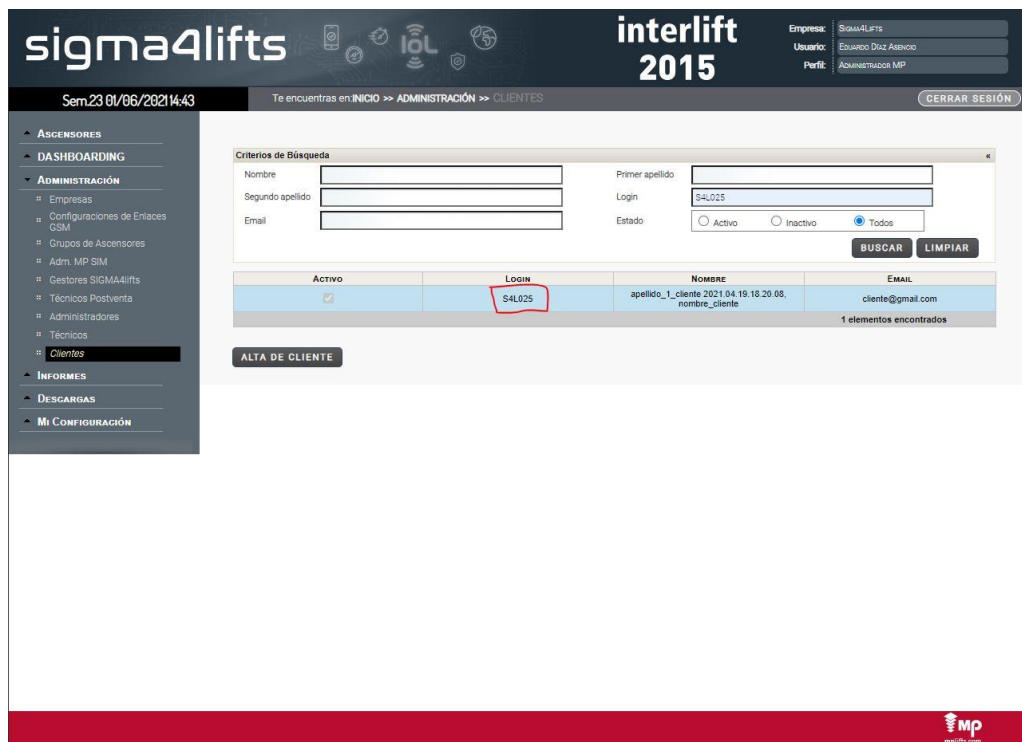 sigma4lifts
IoL
interlift
2015
Empresa: SIGMA4LIFTS
Usuario: EDUARDO DÍAZ ASENCIO
Perfil: ADMINISTRADOR MP
Sem.23 01/06/2021 14:43
Te encuentras en:INICIO >> ADMINISTRACIÓN >> CLIENTES
CERRAR SESIÓN
ASCENSORES
DASHBOARDING
ADMINISTRACIÓN
Empresas
Configuraciones de Enlaces
GSM
Grupos de Ascensores
Adm. MP SIM
Gestores SIGMA4lifts
Técnicos Postventa
Administradores
Técnicos
Clientes
INFORMES
DESCARGAS
MI CONFIGURACIÓN
Criterios de Búsqueda «
Nombre Primer apellido
Segundo apellido Login S4L025
Email Estado Activo Inactivo Todos
BUSCAR LIMPIAR
ACTIVO LOGIN NOMBRE EMAIL
S4L025 apellido_1_cliente 2021.04.19.18.20.08, cliente@gmail.com
nombre_cliente
1 elementos encontrados
ALTA DE CLIENTE
MP
mplifts.com